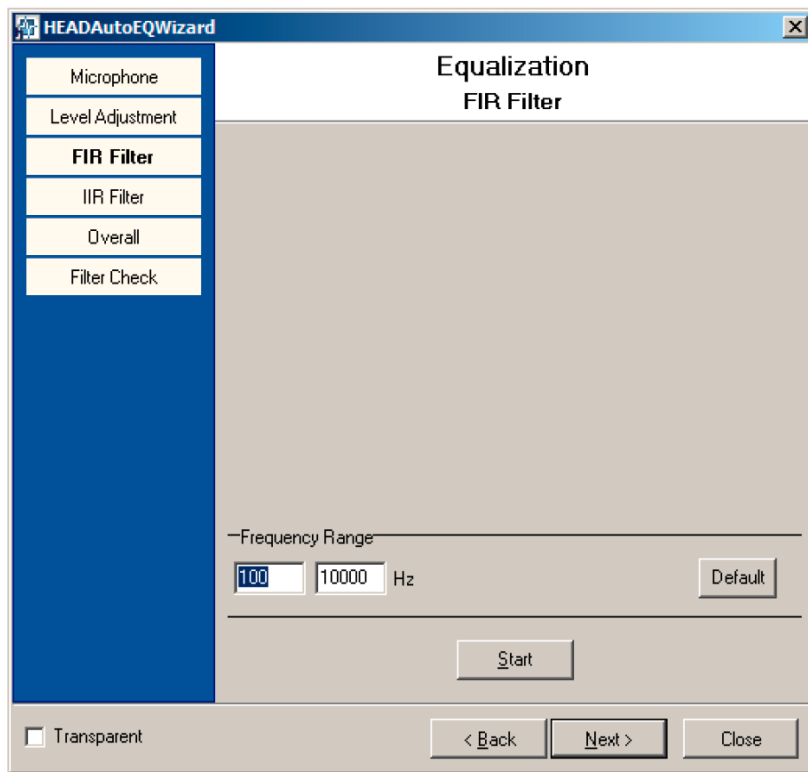 HEADAutoEQWizard
Microphone
Level Adjustment
FIR Filter
IIR Filter
Overall
Filter Check
Equalization
FIR Filter
Frequency Range
100 10000 Hz Default
Start
Transparent < Back Next > Close